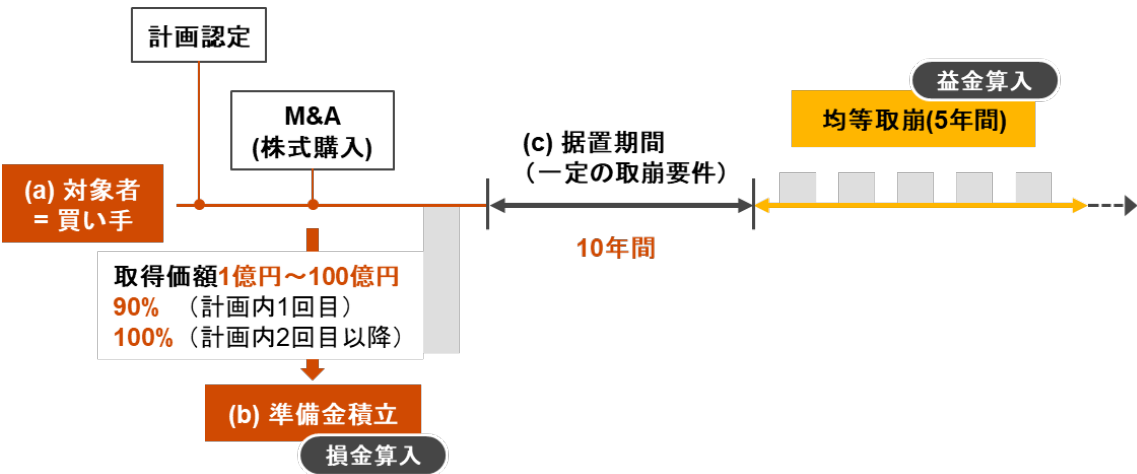 計画認定
M&A
(株式購入)
(a) 対象者
= 買い手
取得価額1億円～100億円
90% （計画内1回目）
100%（計画内2回目以降）
(b) 準備金積立
損金算入
(c) 据置期間
（一定の取崩要件）
10年間
益金算入
均等取崩(5年間)